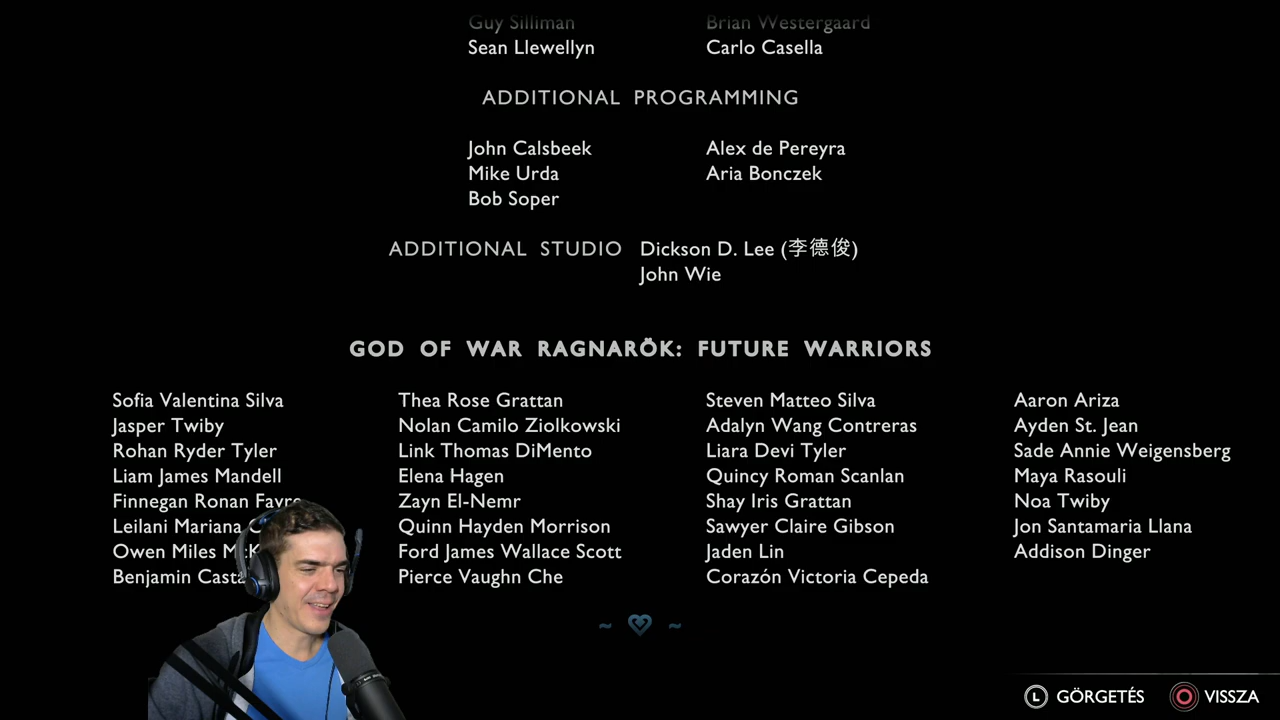 Guy Silliman Brian Westergaard
Sean Llewellyn Carlo Casella
ADDITIONAL PROGRAMMING
John Calsbeek Alex de Pereyra
Mike Urda Aria Bonczek
Bob Soper
ADDITIONAL STUDIO Dickson D. Lee (李德俊)
John Wie
GOD OF WAR RAGNARÖK: FUTURE WARRIORS
Sofia Valentina Silva Thea Rose Grattan Steven Matteo Silva Aaron Ariza
Jasper Twiby Nolan Camilo Ziolkowski Adalyn Wang Contreras Ayden St. Jean
Rohan Ryder Tyler Link Thomas DiMento Liara Devi Tyler Sade Annie Weigensberg
Liam James Mandell Elena Hagen Quincy Roman Scanlan Maya Rasouli
Finnegan Ronan Zayn El-Nemr Shay Iris Grattan Noa Twiby
Leilani Mariana Quinn Hayden Morrison Sawyer Claire Gibson Jon Santamaria Llana
Owen Miles Ford James Wallace Scott Jaden Lin Addison Dinger
Benjamin Pierce Vaughn Che Corazón Victoria Cepeda
L GÖRGETÉS VISSZA